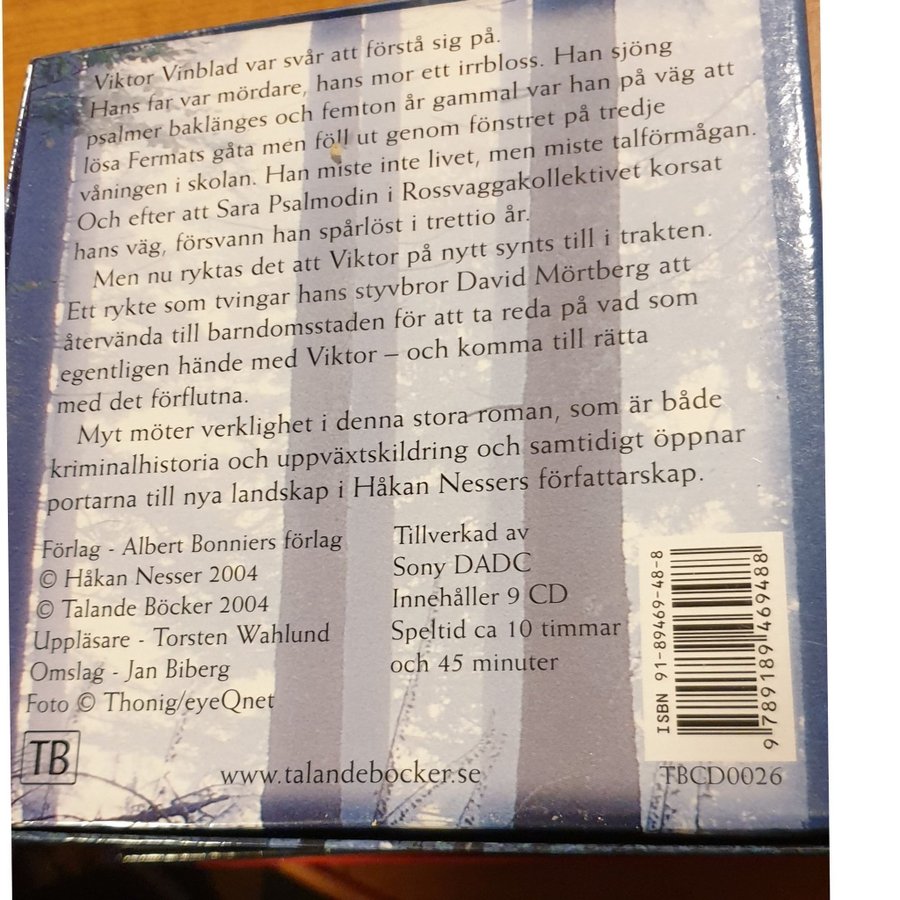 Viktor Vinblad var svår att förstå sig på.
Hans far var mördare, hans mor ett irrbloss. Han sjöng
psalmer baklänges och femton år gammal var han på väg att
lösa Fermats gåta men föll ut genom fönstret på tredje
våningen i skolan. Han miste inte livet, men miste talförmågan.
Och efter att Sara Psalmodin i Rossvaggakollektivet korsat
hans väg, försvann han spårlöst i trettio år.
Men nu ryktas det att Viktor på nytt synts till i trakten.
Ett rykte som tvingar hans styvbror David Mörtberg att
återvända till barndomsstaden för att ta reda på vad som
egentligen hände med Viktor – och komma till rätta
med det förflutna.
Myt möter verklighet i denna stora roman, som är både
kriminalhistoria och uppväxtskildring och samtidigt öppnar
portarna till nya landskap i Håkan Nessers författarskap.
Förlag - Albert Bonniers förlag
© Håkan Nesser 2004
© Talande Böcker 2004
Uppläsare - Torsten Wahlund
Omslag - Jan Biberg
Foto © Thonig/eyeQnet
Tillverkad av
Sony DADC
Innehåller 9 CD
Speltid ca 10 timmar
och 45 minuter
ISBN 91-89469-48-8
9 789189 469488
TB
www.talandebocker.se
TBCD0026